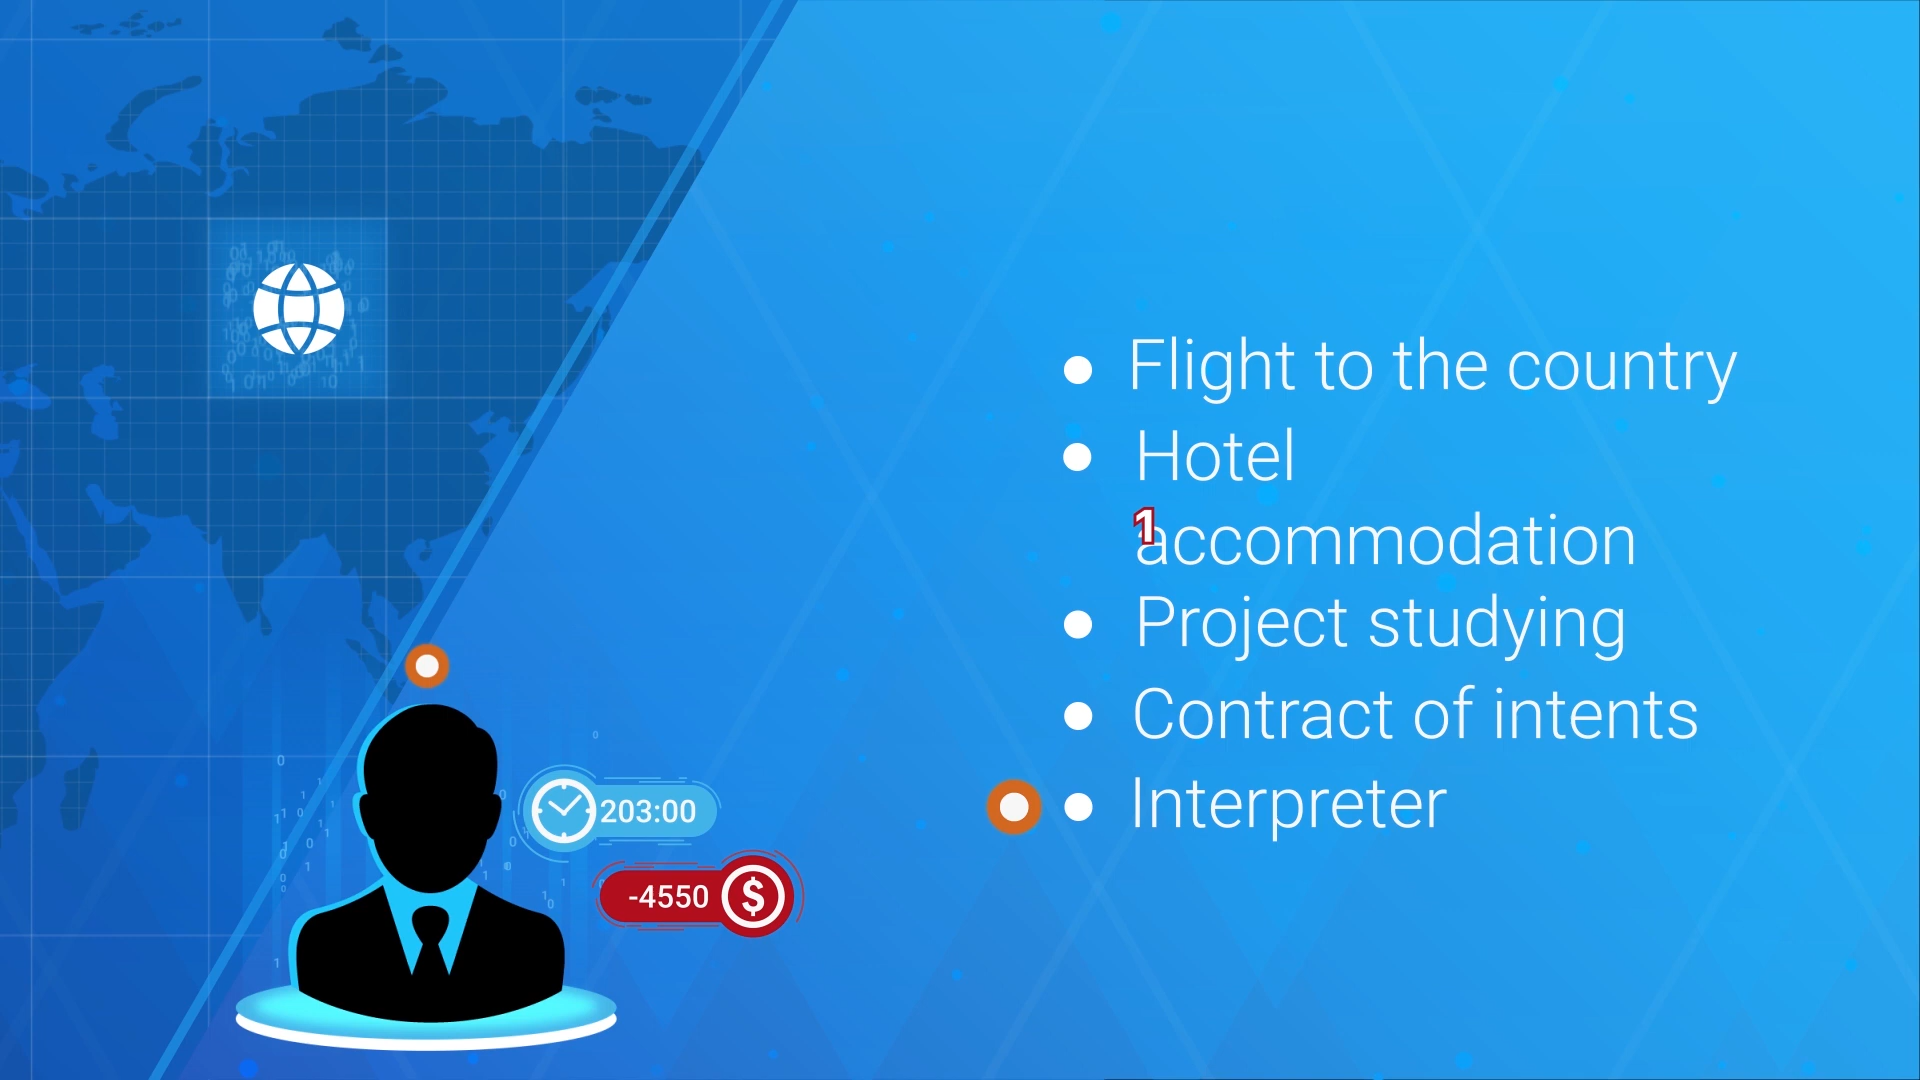 Flight to the country
Hotel
1
accommodation
Project studying
Contract of intents
Interpreter
203:00
-4550 $